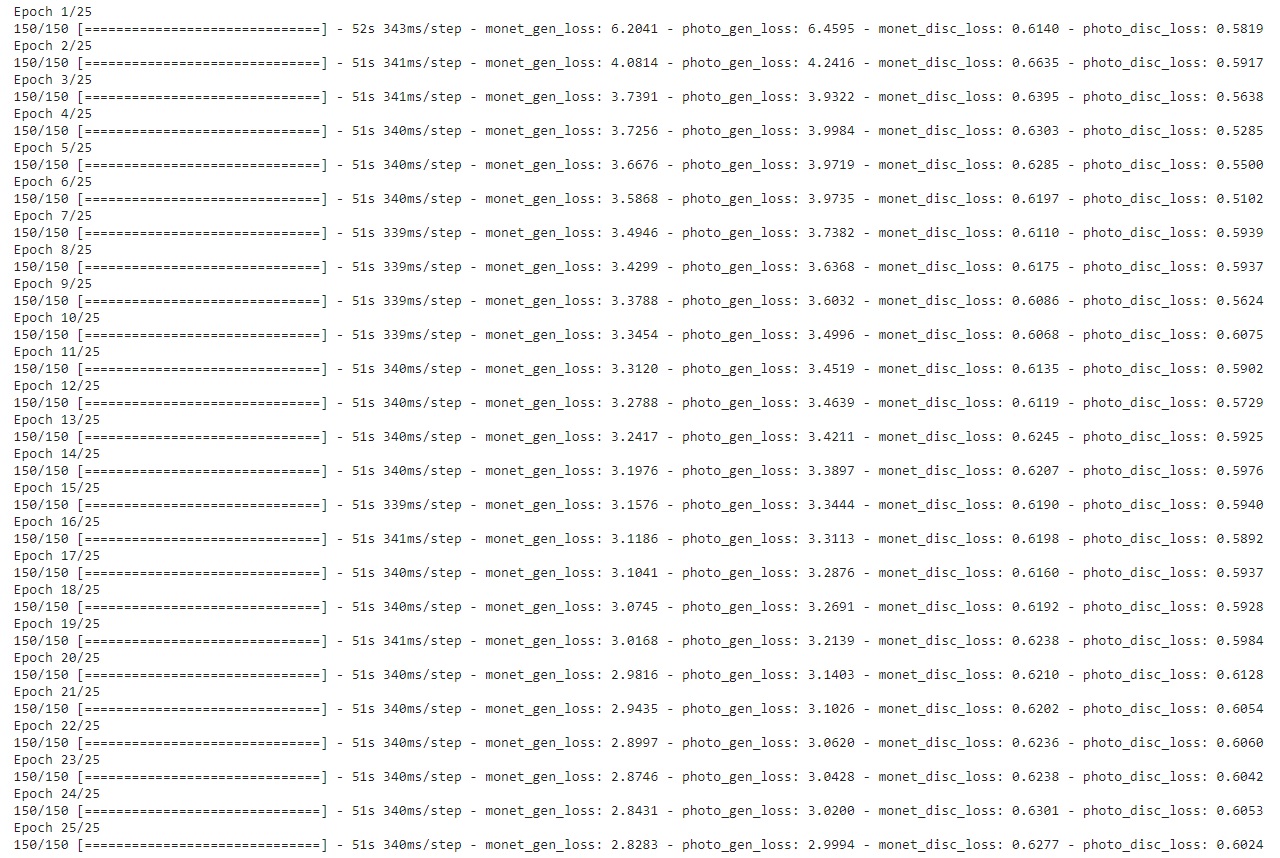 Epoch 1/25
150/150 [==============================] - 52s 343ms/step - monet_gen_loss: 6.2041 - photo_gen_loss: 6.4595 - monet_disc_loss: 0.6140 - photo_disc_loss: 0.5819
Epoch 2/25
150/150 [==============================] - 51s 341ms/step - monet_gen_loss: 4.0814 - photo_gen_loss: 4.2416 - monet_disc_loss: 0.6635 - photo_disc_loss: 0.5917
Epoch 3/25
150/150 [==============================] - 51s 341ms/step - monet_gen_loss: 3.7391 - photo_gen_loss: 3.9322 - monet_disc_loss: 0.6395 - photo_disc_loss: 0.5638
Epoch 4/25
150/150 [==============================] - 51s 340ms/step - monet_gen_loss: 3.7256 - photo_gen_loss: 3.9984 - monet_disc_loss: 0.6303 - photo_disc_loss: 0.5285
Epoch 5/25
150/150 [==============================] - 51s 340ms/step - monet_gen_loss: 3.6676 - photo_gen_loss: 3.9719 - monet_disc_loss: 0.6285 - photo_disc_loss: 0.5500
Epoch 6/25
150/150 [==============================] - 51s 340ms/step - monet_gen_loss: 3.5868 - photo_gen_loss: 3.9735 - monet_disc_loss: 0.6197 - photo_disc_loss: 0.5102
Epoch 7/25
150/150 [==============================] - 51s 339ms/step - monet_gen_loss: 3.4946 - photo_gen_loss: 3.7382 - monet_disc_loss: 0.6110 - photo_disc_loss: 0.5939
Epoch 8/25
150/150 [==============================] - 51s 339ms/step - monet_gen_loss: 3.4299 - photo_gen_loss: 3.6368 - monet_disc_loss: 0.6175 - photo_disc_loss: 0.5937
Epoch 9/25
150/150 [==============================] - 51s 339ms/step - monet_gen_loss: 3.3788 - photo_gen_loss: 3.6032 - monet_disc_loss: 0.6086 - photo_disc_loss: 0.5624
Epoch 10/25
150/150 [==============================] - 51s 339ms/step - monet_gen_loss: 3.3454 - photo_gen_loss: 3.4996 - monet_disc_loss: 0.6068 - photo_disc_loss: 0.6075
Epoch 11/25
150/150 [==============================] - 51s 340ms/step - monet_gen_loss: 3.3120 - photo_gen_loss: 3.4519 - monet_disc_loss: 0.6135 - photo_disc_loss: 0.5902
Epoch 12/25
150/150 [==============================] - 51s 340ms/step - monet_gen_loss: 3.2788 - photo_gen_loss: 3.4639 - monet_disc_loss: 0.6119 - photo_disc_loss: 0.5729
Epoch 13/25
150/150 [==============================] - 51s 340ms/step - monet_gen_loss: 3.2417 - photo_gen_loss: 3.4211 - monet_disc_loss: 0.6245 - photo_disc_loss: 0.5925
Epoch 14/25
150/150 [==============================] - 51s 340ms/step - monet_gen_loss: 3.1976 - photo_gen_loss: 3.3897 - monet_disc_loss: 0.6207 - photo_disc_loss: 0.5976
Epoch 15/25
150/150 [==============================] - 51s 339ms/step - monet_gen_loss: 3.1576 - photo_gen_loss: 3.3444 - monet_disc_loss: 0.6190 - photo_disc_loss: 0.5940
Epoch 16/25
150/150 [==============================] - 51s 341ms/step - monet_gen_loss: 3.1186 - photo_gen_loss: 3.3113 - monet_disc_loss: 0.6198 - photo_disc_loss: 0.5892
Epoch 17/25
150/150 [==============================] - 51s 340ms/step - monet_gen_loss: 3.1041 - photo_gen_loss: 3.2876 - monet_disc_loss: 0.6160 - photo_disc_loss: 0.5937
Epoch 18/25
150/150 [==============================] - 51s 340ms/step - monet_gen_loss: 3.0745 - photo_gen_loss: 3.2691 - monet_disc_loss: 0.6192 - photo_disc_loss: 0.5928
Epoch 19/25
150/150 [==============================] - 51s 341ms/step - monet_gen_loss: 3.0168 - photo_gen_loss: 3.2139 - monet_disc_loss: 0.6238 - photo_disc_loss: 0.5984
Epoch 20/25
150/150 [==============================] - 51s 340ms/step - monet_gen_loss: 2.9816 - photo_gen_loss: 3.1403 - monet_disc_loss: 0.6210 - photo_disc_loss: 0.6128
Epoch 21/25
150/150 [==============================] - 51s 340ms/step - monet_gen_loss: 2.9435 - photo_gen_loss: 3.1026 - monet_disc_loss: 0.6202 - photo_disc_loss: 0.6054
Epoch 22/25
150/150 [==============================] - 51s 340ms/step - monet_gen_loss: 2.8997 - photo_gen_loss: 3.0620 - monet_disc_loss: 0.6236 - photo_disc_loss: 0.6060
Epoch 23/25
150/150 [==============================] - 51s 340ms/step - monet_gen_loss: 2.8746 - photo_gen_loss: 3.0428 - monet_disc_loss: 0.6238 - photo_disc_loss: 0.6042
Epoch 24/25
150/150 [==============================] - 51s 340ms/step - monet_gen_loss: 2.8431 - photo_gen_loss: 3.0200 - monet_disc_loss: 0.6301 - photo_disc_loss: 0.6053
Epoch 25/25
150/150 [==============================] - 51s 340ms/step - monet_gen_loss: 2.8283 - photo_gen_loss: 2.9994 - monet_disc_loss: 0.6277 - photo_disc_loss: 0.6024